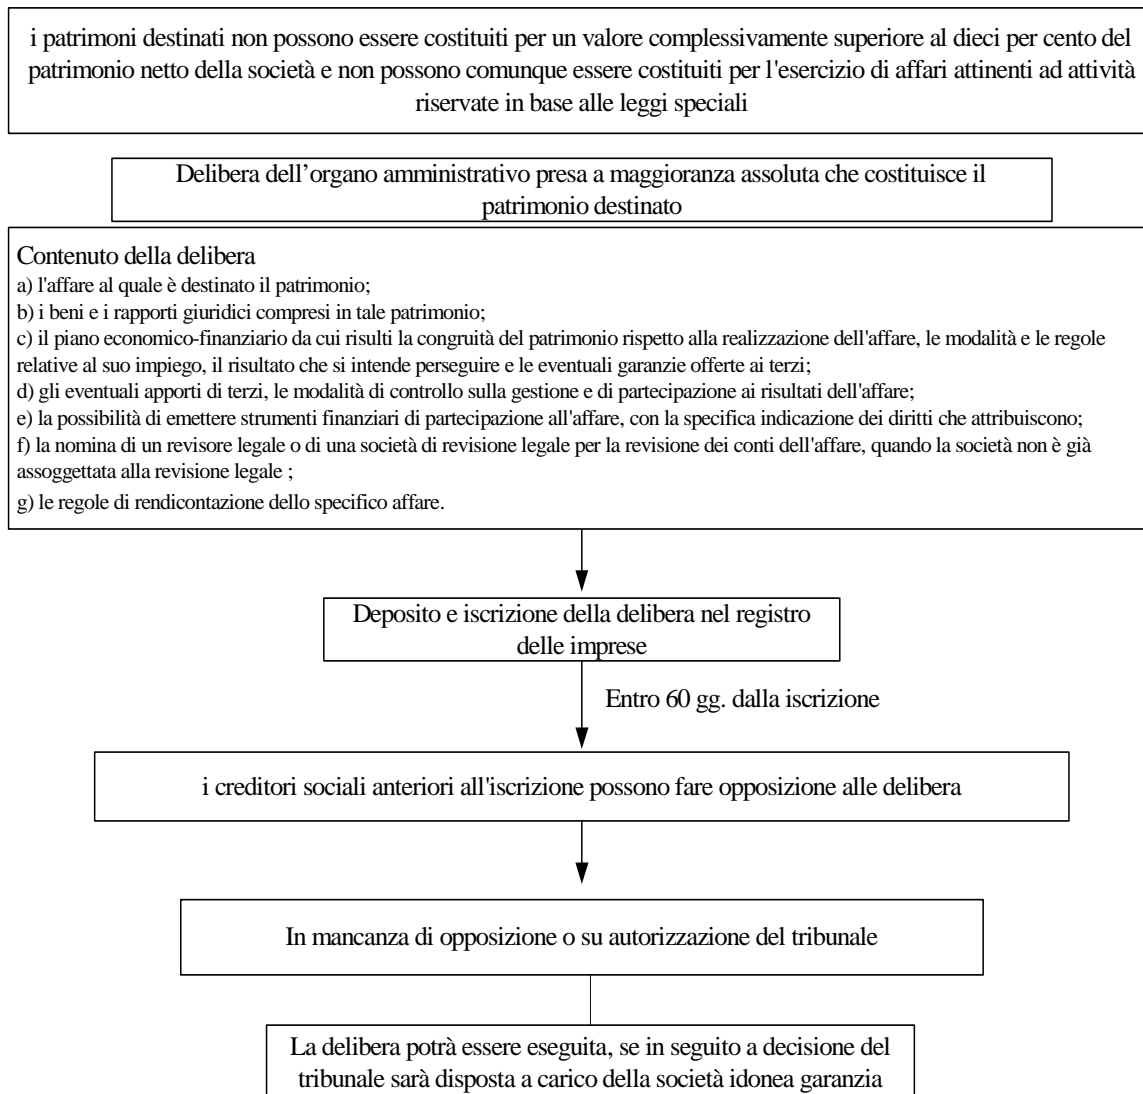 i patrimoni destinati non possono essere costituiti per un valore complessivamente superiore al dieci per cento del
patrimonio netto della società e non possono comunque essere costituiti per l'esercizio di affari attinenti ad attività
riservate in base alle leggi speciali
Delibera dell'organo amministrativo presa a maggioranza assoluta che costituisce il
patrimonio destinato
Contenuto della delibera
a) l'affare al quale è destinato il patrimonio;
b) i beni e i rapporti giuridici compresi in tale patrimonio;
c) il piano economico-finanziario da cui risulti la congruità del patrimonio rispetto alla realizzazione dell'affare, le modalità e le regole
relative al suo impiego, il risultato che si intende perseguire e le eventuali garanzie offerte ai terzi;
d) gli eventuali apporti di terzi, le modalità di controllo sulla gestione e di partecipazione ai risultati dell'affare;
e) la possibilità di emettere strumenti finanziari di partecipazione all'affare, con la specifica indicazione dei diritti che attribuiscono;
f) la nomina di un revisore legale o di una società di revisione legale per la revisione dei conti dell'affare, quando la società non è già
assoggettata alla revisione legale ;
g) le regole di rendicontazione dello specifico affare.
Deposito e iscrizione della delibera nel registro
delle imprese
Entro 60 gg. dalla iscrizione
i creditori sociali anteriori all'iscrizione possono fare opposizione alle delibera
In mancanza di opposizione o su autorizzazione del tribunale
La delibera potrà essere eseguita, se in seguito a decisione del
tribunale sarà disposta a carico della società idonea garanzia